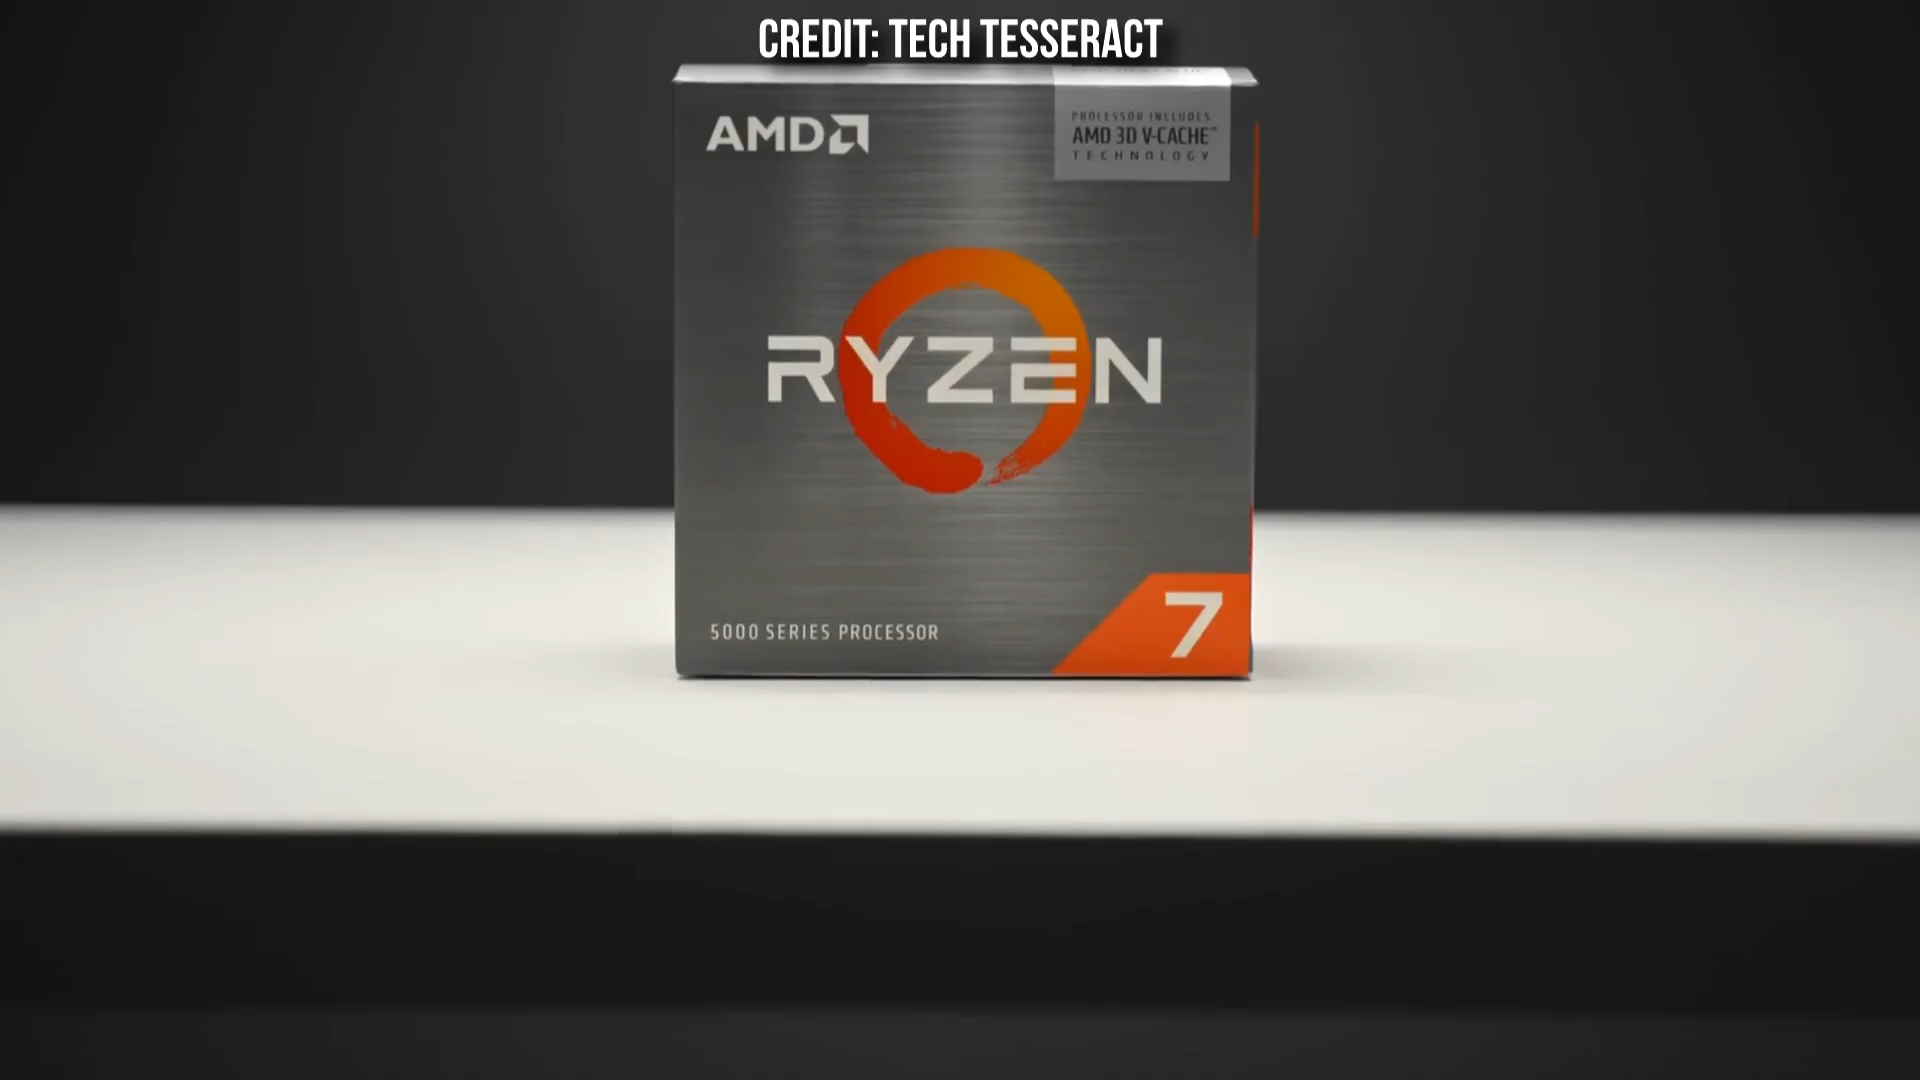 CREDIT: TECH TESSERACT
AMD
PROCESSOR INCLUDES
AMD 3D V-CACHE™
TECHNOLOGY
RYZEN
5000 SERIES PROCESSOR
7